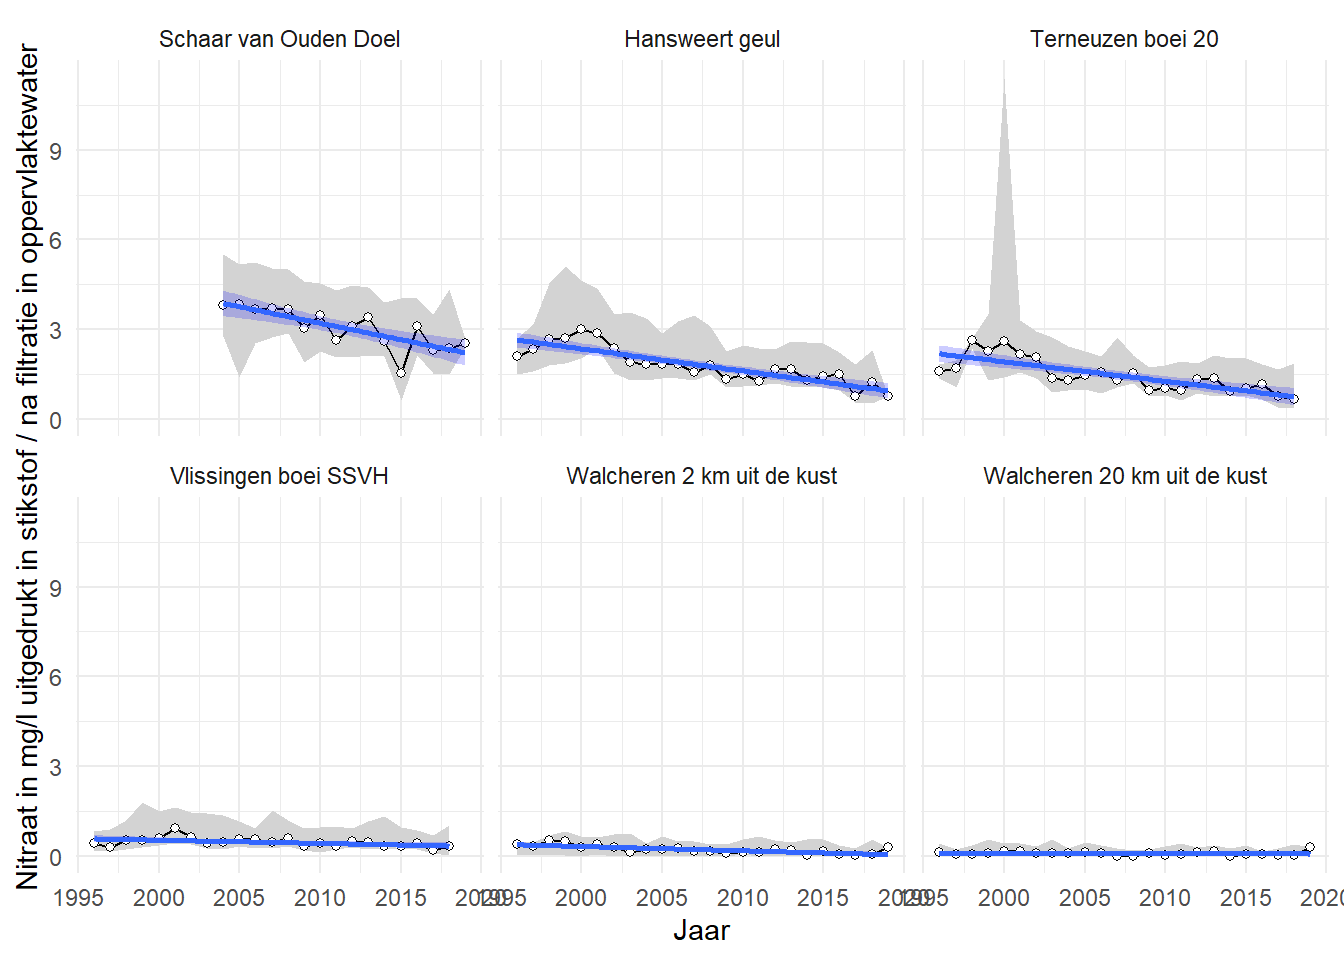 Schaar van Ouden Doel
Hansweert geul
Terneuzen boei 20
9
6
3
0
Vlissingen boei SSVH
Walcheren 2 km uit de kust
Walcheren 20 km uit de kust
9
6
3
0
1995 2000 2005 2010 2015 2020
1995 2000 2005 2010 2015 2020
1995 2000 2005 2010 2015 2020
Jaar
Nitraat in mg/l uitgedrukt in stikstof / na filtratie in oppervlaktewater